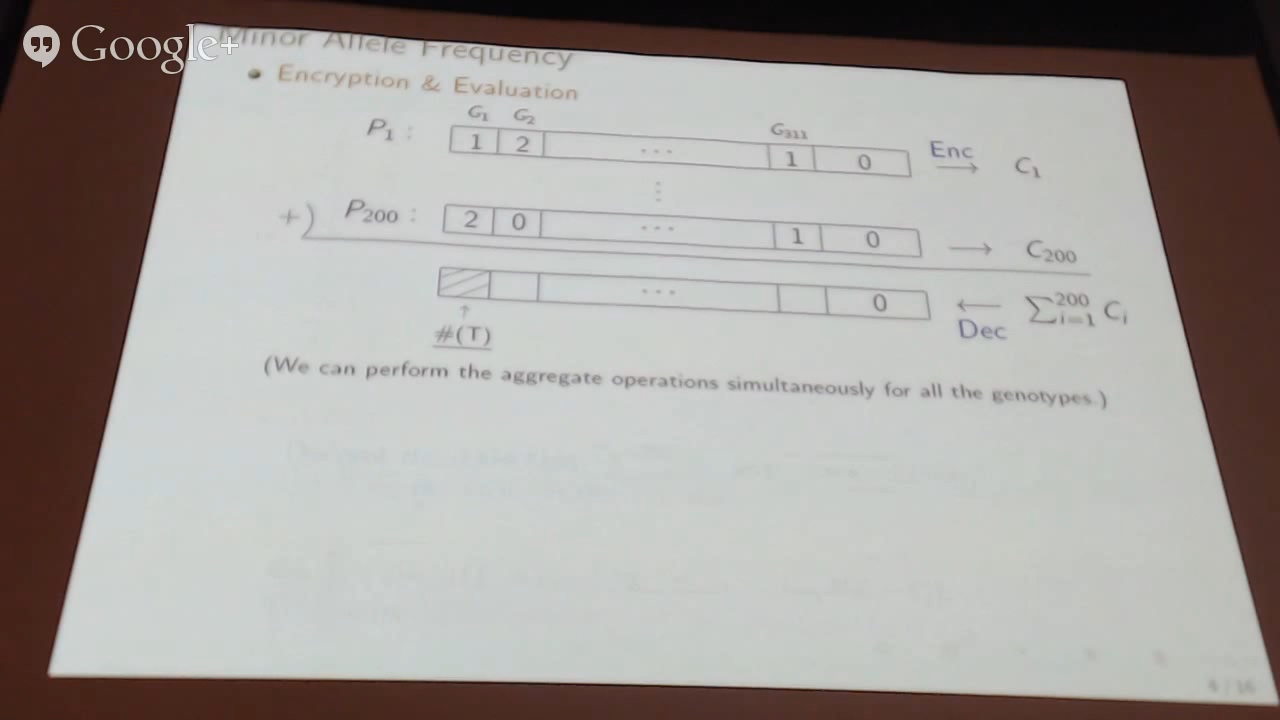 Google+
Minor Allele Frequency
Encryption & Evaluation
G₁ G₂ G₃₁₁
P₁ : 1 2 ... 1 0 Enc → C₁
⋮
+) P₂₀₀ : 2 0 ... 1 0 → C₂₀₀
... 0 ← Dec ∑²⁰⁰ᵢ₌₁ Cᵢ
↑
#(T)
(We can perform the aggregate operations simultaneously for all the genotypes.)
4 / 16